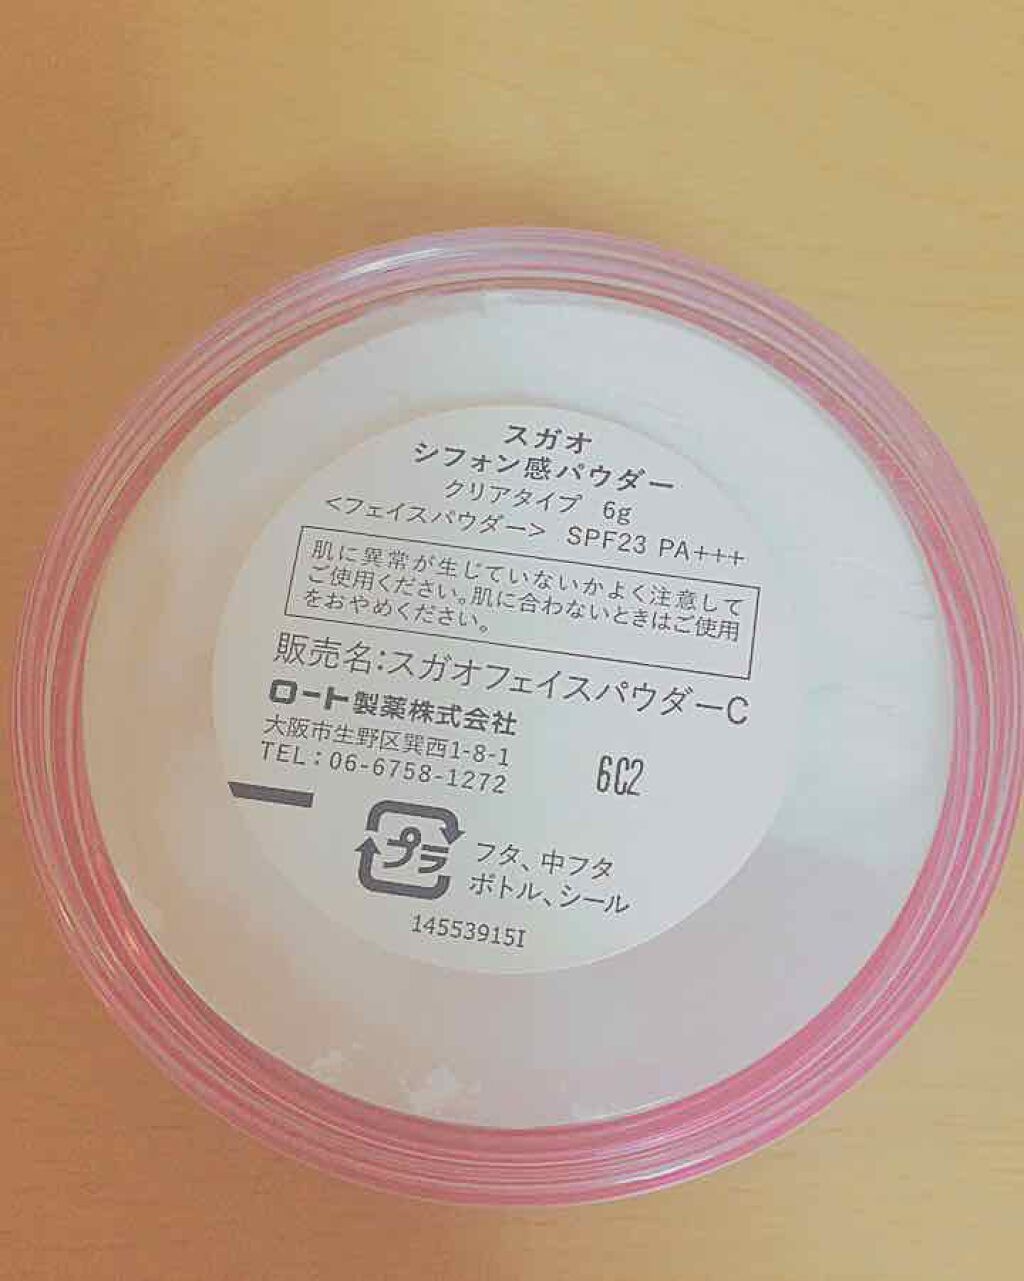 スガオ
シフォン感パウダー
クリアタイプ 6g
<フェイスパウダー> SPF23 PA+++
肌に異常が生じていないかよく注意して
ご使用ください。肌に合わないときはご使用
をおやめください。
販売名:スガオフェイスパウダーC
ロート製薬株式会社
大阪市生野区巽西1-8-1
TEL:06-6758-1272
6C2
プラ
フタ、中フタ
ボトル、シール
14553915I